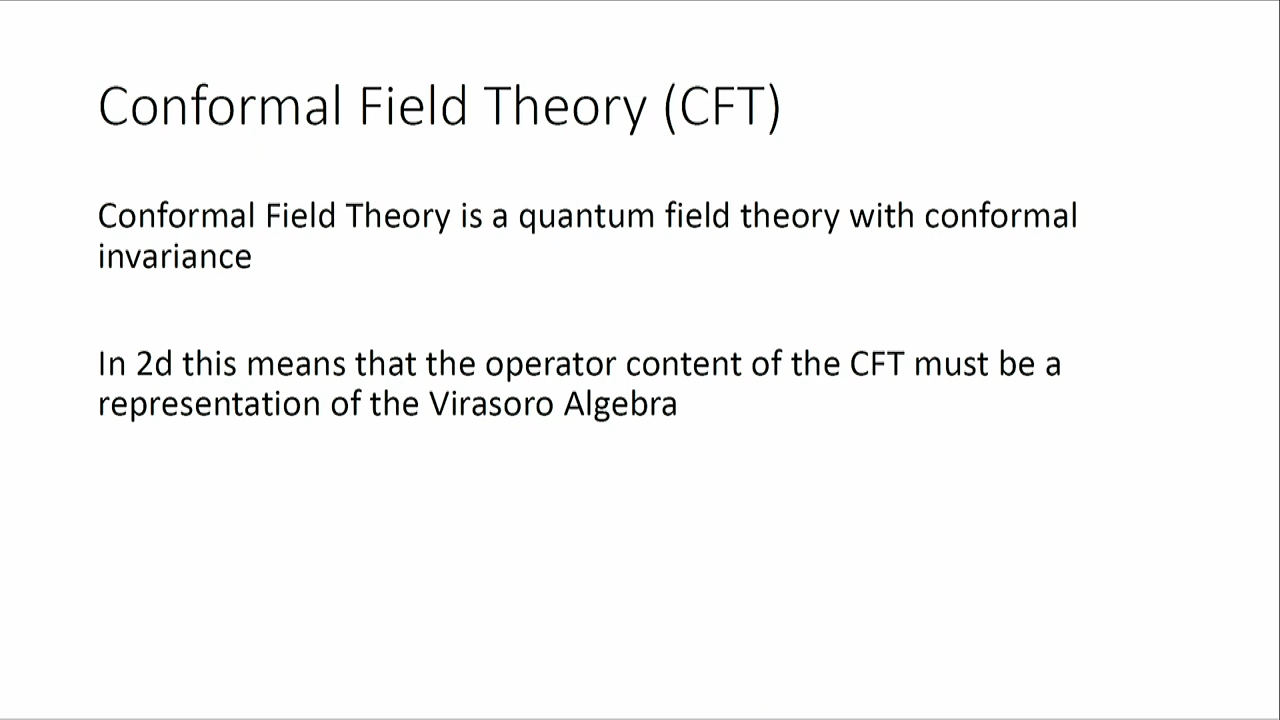 Conformal Field Theory (CFT)
Conformal Field Theory is a quantum field theory with conformal
invariance
In 2d this means that the operator content of the CFT must be a
representation of the Virasoro Algebra